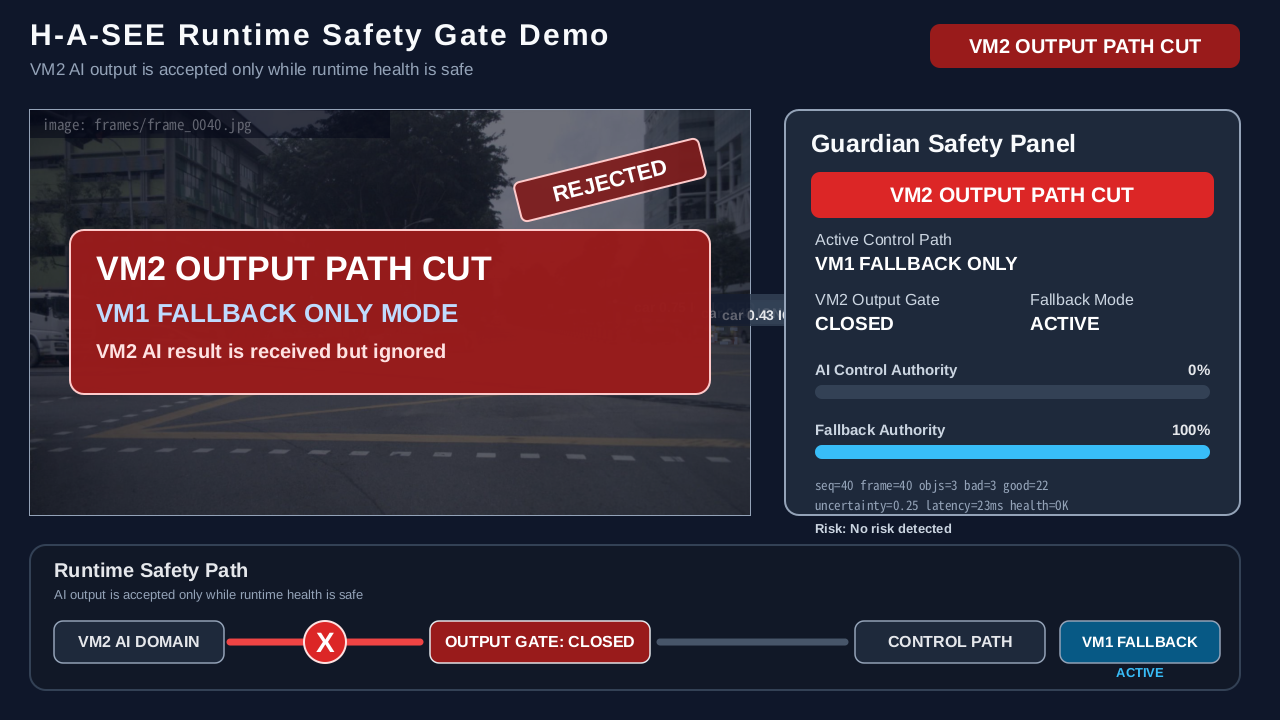 H-A-SEE Runtime Safety Gate Demo
VM2 AI output is accepted only while runtime health is safe
VM2 OUTPUT PATH CUT
image: frames/frame_0040.jpg
REJECTED
VM2 OUTPUT PATH CUT
VM1 FALLBACK ONLY MODE
VM2 AI result is received but ignored
car 0.43
Guardian Safety Panel
VM2 OUTPUT PATH CUT
Active Control Path
VM1 FALLBACK ONLY
VM2 Output Gate
CLOSED
Fallback Mode
ACTIVE
AI Control Authority 0%
Fallback Authority 100%
seq=40 frame=40 objs=3 bad=3 good=22
uncertainty=0.25 latency=23ms health=OK
Risk: No risk detected
Runtime Safety Path
AI output is accepted only while runtime health is safe
VM2 AI DOMAIN
X
OUTPUT GATE: CLOSED
CONTROL PATH
VM1 FALLBACK
ACTIVE